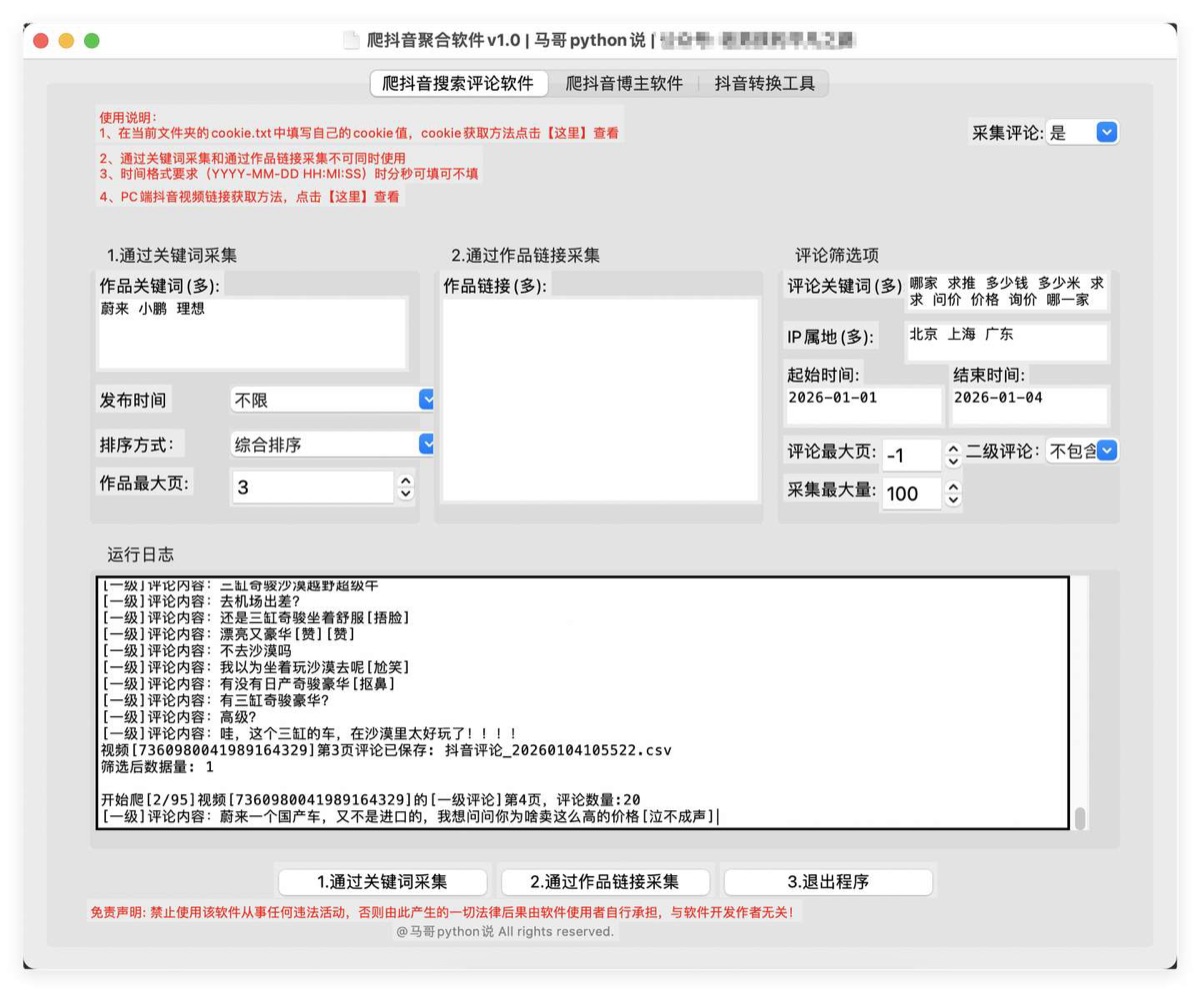 爬抖音聚合软件v1.0 | 马哥python说 |
爬抖音搜索评论软件 爬抖音博主软件 抖音转换工具
使用说明：
1、在当前文件夹的cookie.txt中填写自己的cookie值，cookie获取方法点击【这里】查看
2、通过关键词采集和通过作品链接采集不可同时使用
3、时间格式要求（YYYY-MM-DD HH:MI:SS）时分秒可填可不填
4、PC端抖音视频链接获取方法，点击【这里】查看
采集评论: 是
1.通过关键词采集
作品关键词(多):
蔚来 小鹏 理想
发布时间 不限
排序方式： 综合排序
作品最大页: 3
2.通过作品链接采集
作品链接(多):
评论筛选项
评论关键词(多) 哪家 求推 多少钱 多少米 求
求 问价 价格 询价 哪一家
IP属地(多): 北京 上海 广东
起始时间: 结束时间:
2026-01-01 2026-01-04
评论最大页: -1 二级评论: 不包含
采集最大量: 100
运行日志
[一级]评论内容: 三缸奇骏沙漠越野超级牛
[一级]评论内容: 去机场出差?
[一级]评论内容: 还是三缸奇骏坐着舒服[捂脸]
[一级]评论内容: 漂亮又豪华[赞][赞]
[一级]评论内容: 不去沙漠吗
[一级]评论内容: 我以为坐着玩沙漠去呢[尬笑]
[一级]评论内容: 有没有日产奇骏豪华[抠鼻]
[一级]评论内容: 有三缸奇骏豪华?
[一级]评论内容: 高级?
[一级]评论内容: 哇，这个三缸的车，在沙漠里太好玩了！！！！
视频[7360980041989164329]第3页评论已保存: 抖音评论_20260104105522.csv
筛选后数据量: 1
开始爬[2/95]视频[7360980041989164329]的[一级评论]第4页，评论数量:20
[一级]评论内容: 蔚来一个国产车，又不是进口的，我想问问你为啥卖这么高的价格[泣不成声]
1.通过关键词采集 2.通过作品链接采集 3.退出程序
免责声明: 禁止使用该软件从事任何违法活动，否则由此产生的一切法律后果由软件使用者自行承担，与软件开发作者无关！
@马哥python说 All rights reserved.